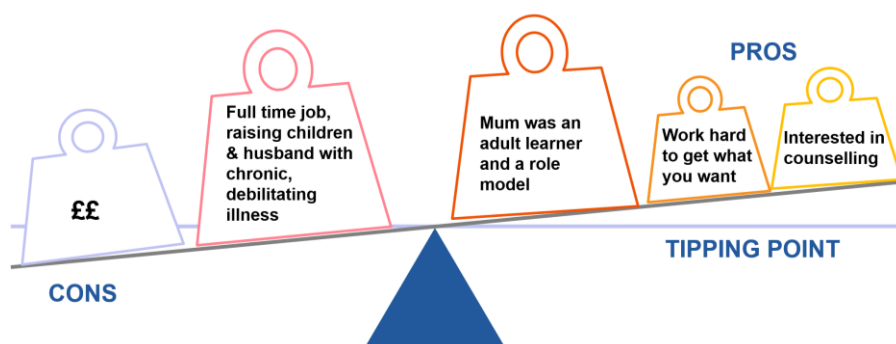 PROS
££
Full time job,
raising children
& husband with
chronic,
debilitating
illness
Mum was an
adult learner
and a role
model
Work hard
to get what
you want
Interested in
counselling
TIPPING POINT
CONS